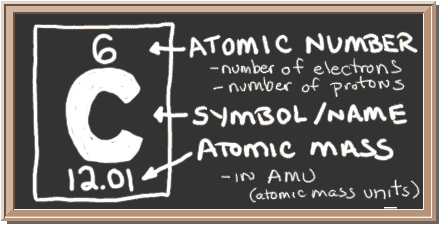 6
ATOMIC NUMBER
-number of electrons
-number of protons
C
SYMBOL/NAME
ATOMIC MASS
12.01
-IN AMU
(atomic mass units)